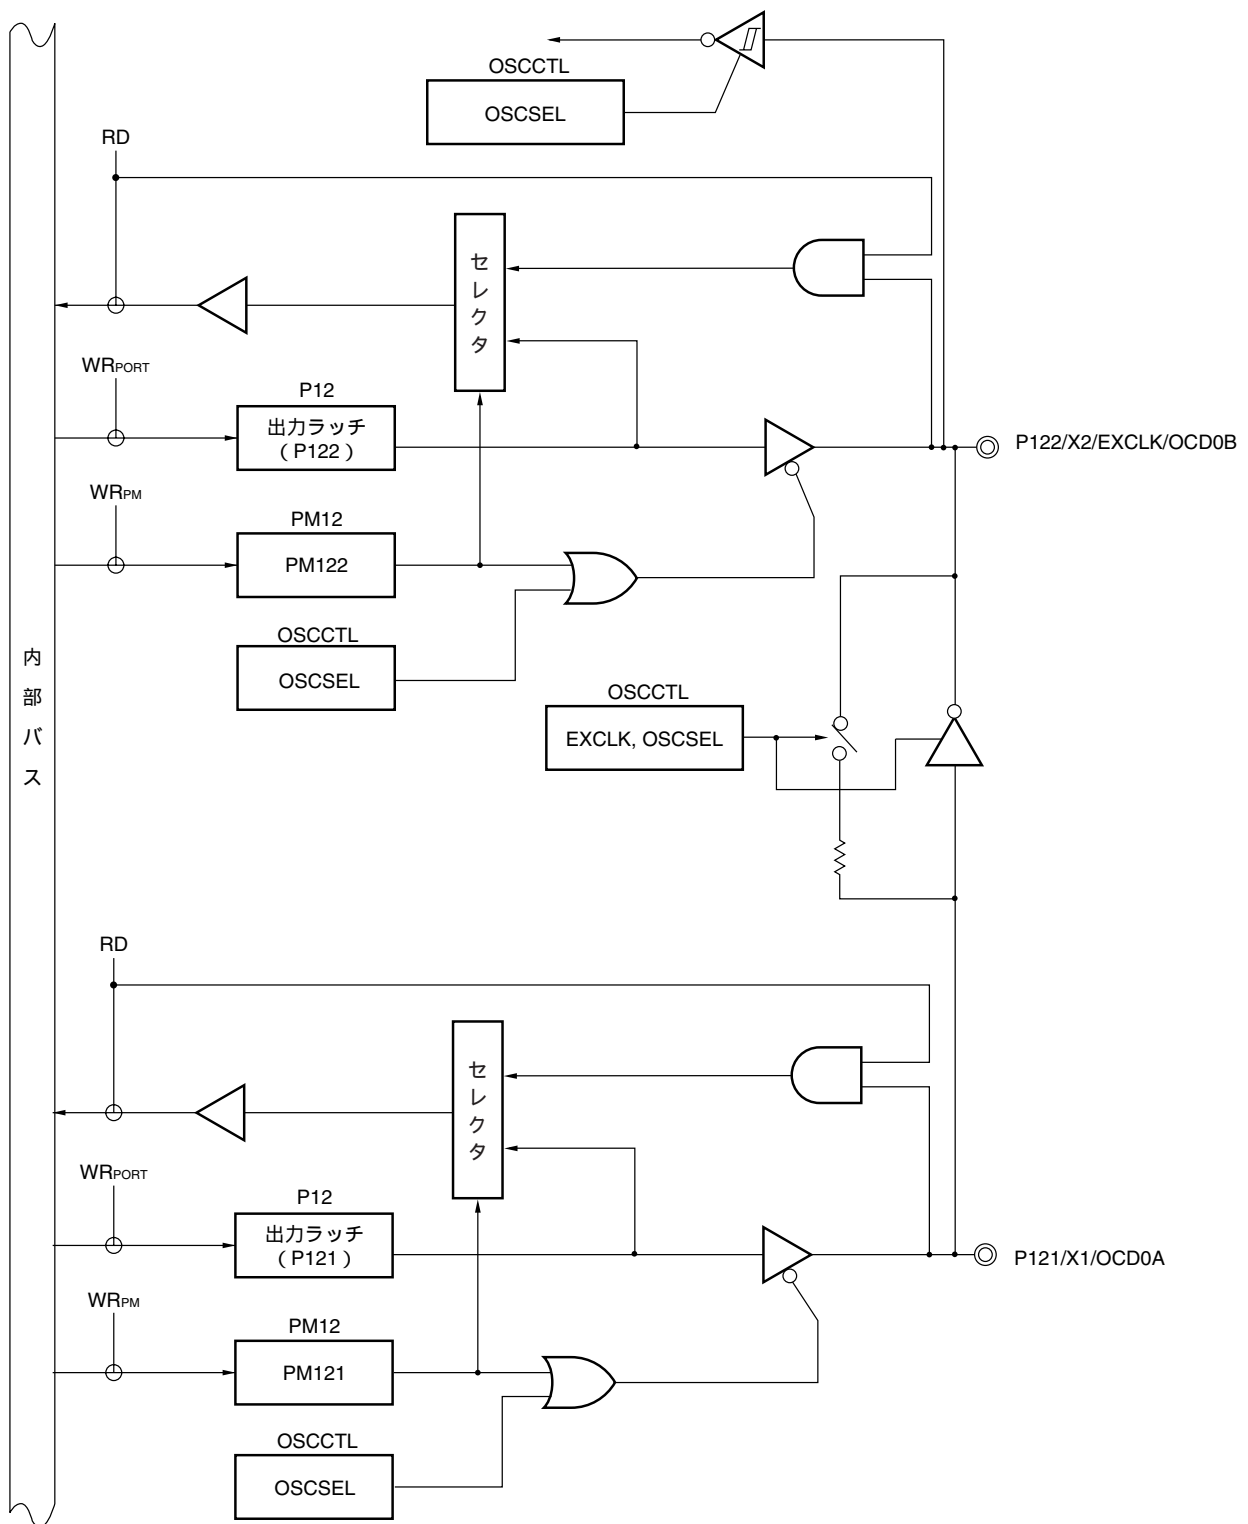 OSCCTL
OSCSEL
RD
セレクタ
WRPORT
P12
出力ラッチ
(P122)
P122/X2/EXCLK/OCD0B
WRPM
PM12
PM122
OSCCTL
OSCSEL
内部バス
OSCCTL
EXCLK, OSCSEL
RD
セレクタ
WRPORT
P12
出力ラッチ
(P121)
P121/X1/OCD0A
WRPM
PM12
PM121
OSCCTL
OSCSEL